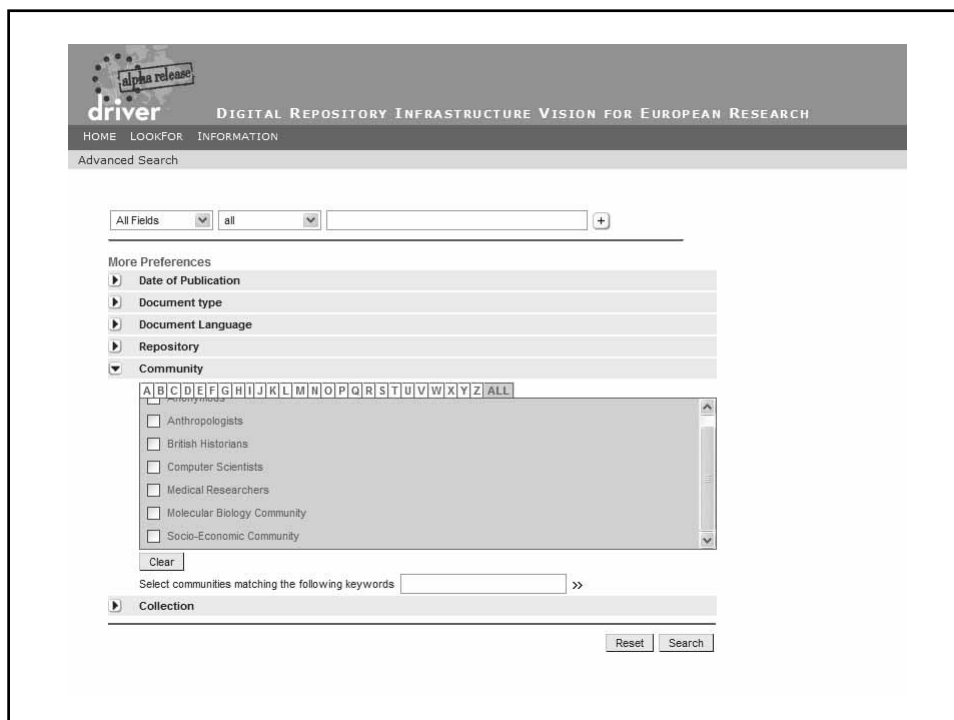 alpha release
driver
DIGITAL REPOSITORY INFRASTRUCTURE VISION FOR EUROPEAN RESEARCH
HOME LOOKFOR INFORMATION
Advanced Search
All Fields all +
More Preferences
Date of Publication
Document type
Document Language
Repository
Community
A B C D E F G H I J K L M N O P Q R S T U V W X Y Z ALL
Anonymous
Anthropologists
British Historians
Computer Scientists
Medical Researchers
Molecular Biology Community
Socio-Economic Community
Clear
Select communities matching the following keywords »
Collection
Reset Search